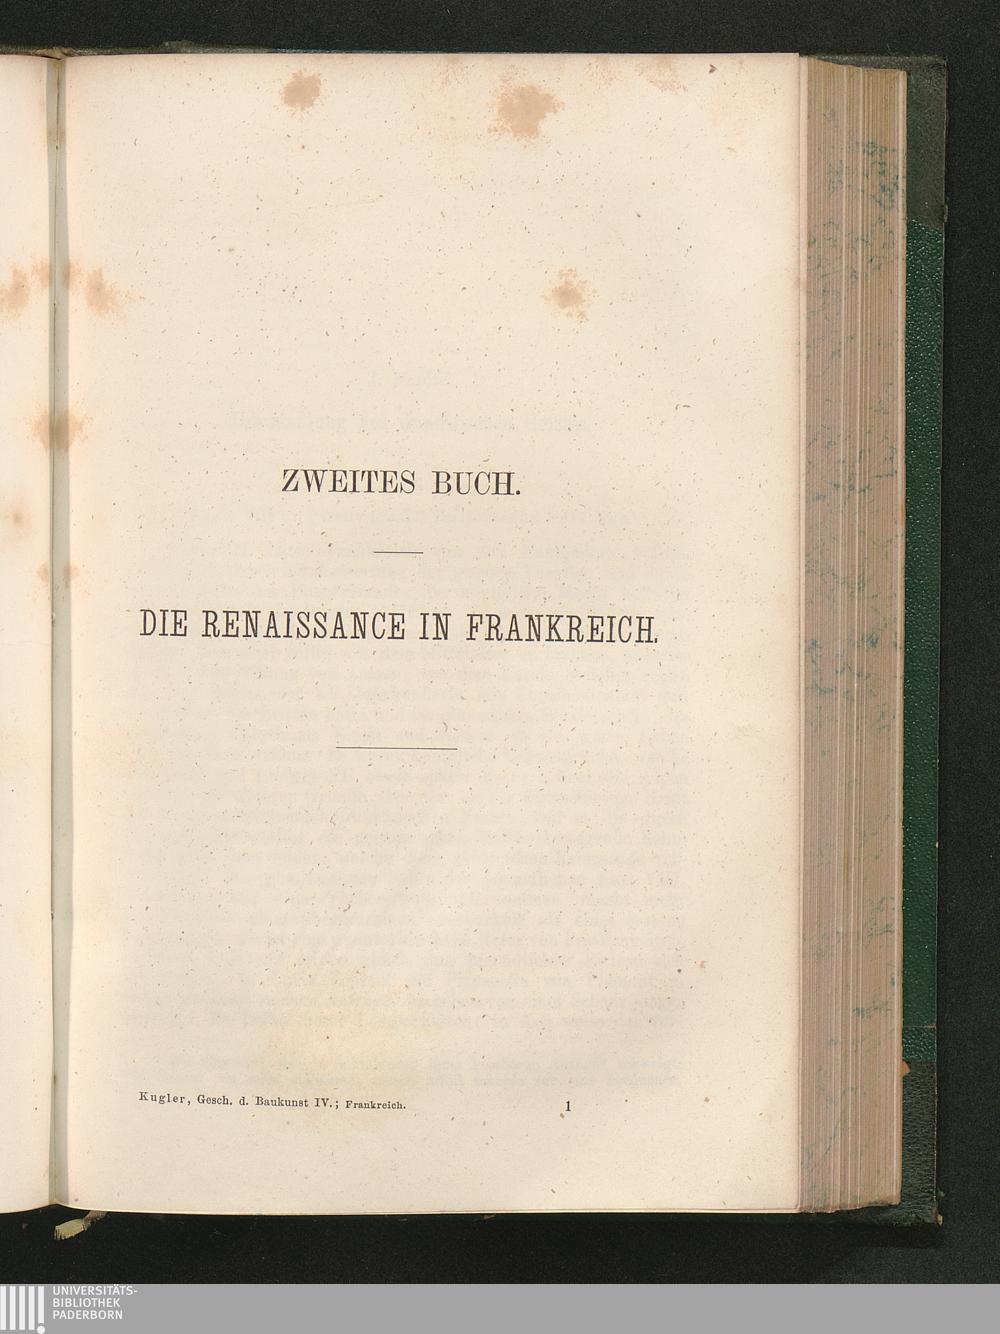 ZWEITES BUCH.
DIE RENAISSANCE IN FRANKREICH.
Kugler, Gesch. d. Baukunst IV.; Frankreich. 1
UNIVERSITÄTS-
BIBLIOTHEK
PADERBORN